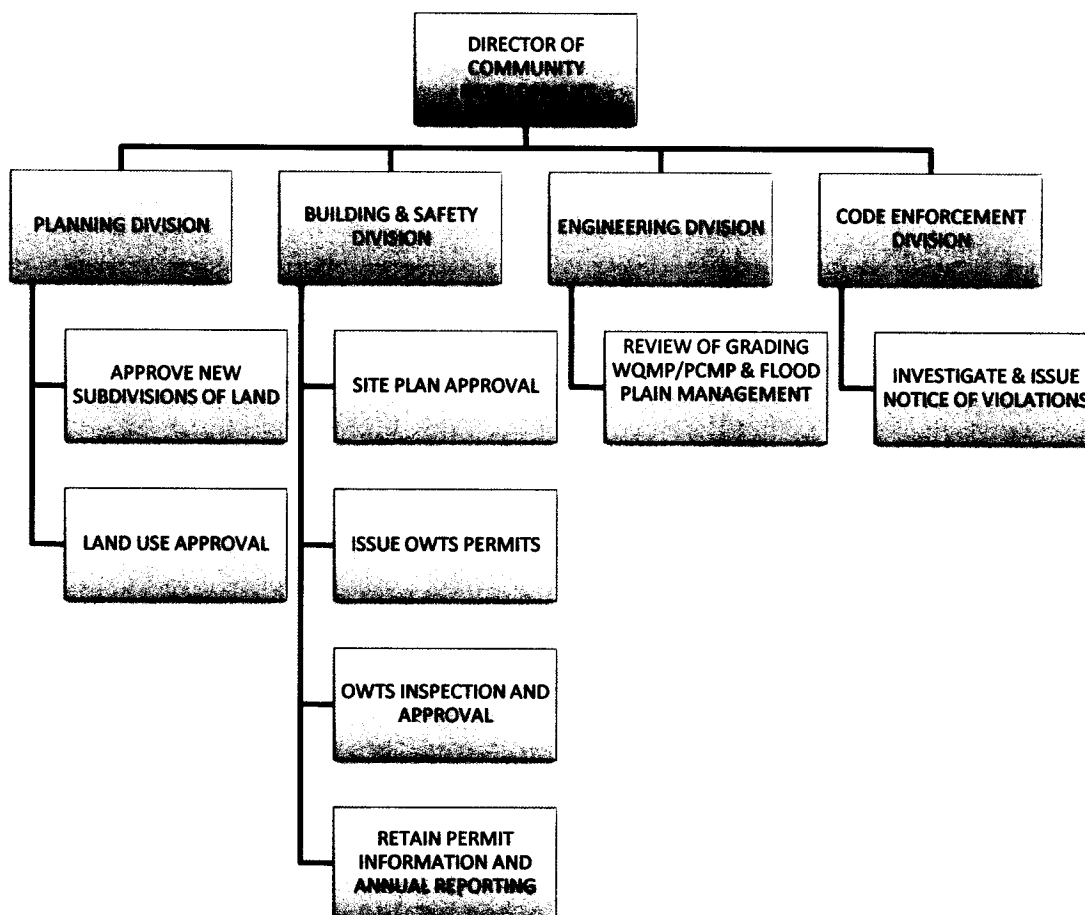 DIRECTOR OF
COMMUNITY
PLANNING DIVISION
BUILDING & SAFETY
DIVISION
ENGINEERING DIVISION
CODE ENFORCEMENT
DIVISION
APPROVE NEW
SUBDIVISIONS OF LAND
SITE PLAN APPROVAL
REVIEW OF GRADING
WQMP/PCMP & FLOOD
PLAIN MANAGEMENT
INVESTIGATE & ISSUE
NOTICE OF VIOLATIONS
LAND USE APPROVAL
ISSUE OWTS PERMITS
OWTS INSPECTION AND
APPROVAL
RETAIN PERMIT
INFORMATION AND
ANNUAL REPORTING